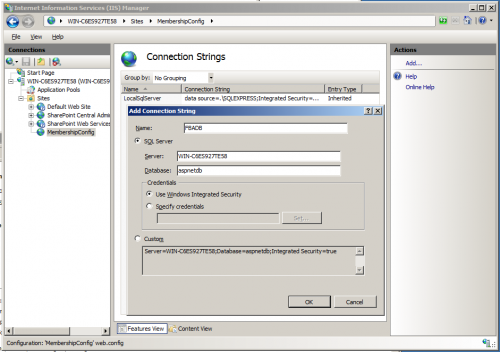 Internet Information Services (IIS) Manager
WIN-C6ES927TE58 ▸ Sites ▸ MembershipConfig ▸
File View Help
Connections
Start Page
WIN-C6ES927TE58 (WIN-C6ES9
Application Pools
Sites
Default Web Site
SharePoint Central Admi
SharePoint Web Services
MembershipConfig
Connection Strings
Group by: No Grouping
Name Connection String Entry Type
LocalSqlServer data source=.\SQLEXPRESS;Integrated Security=... Inherited
Add Connection String
Name: FBADB
SQL Server
Server: WIN-C6ES927TE58
Database: aspnetdb
Credentials
Use Windows Integrated Security
Specify credentials
Set...
Custom
Server=WIN-C6ES927TE58;Database=aspnetdb;Integrated Security=true
OK Cancel
Features View Content View
Actions
Add...
Help
Online Help
Configuration: 'MembershipConfig' web.config